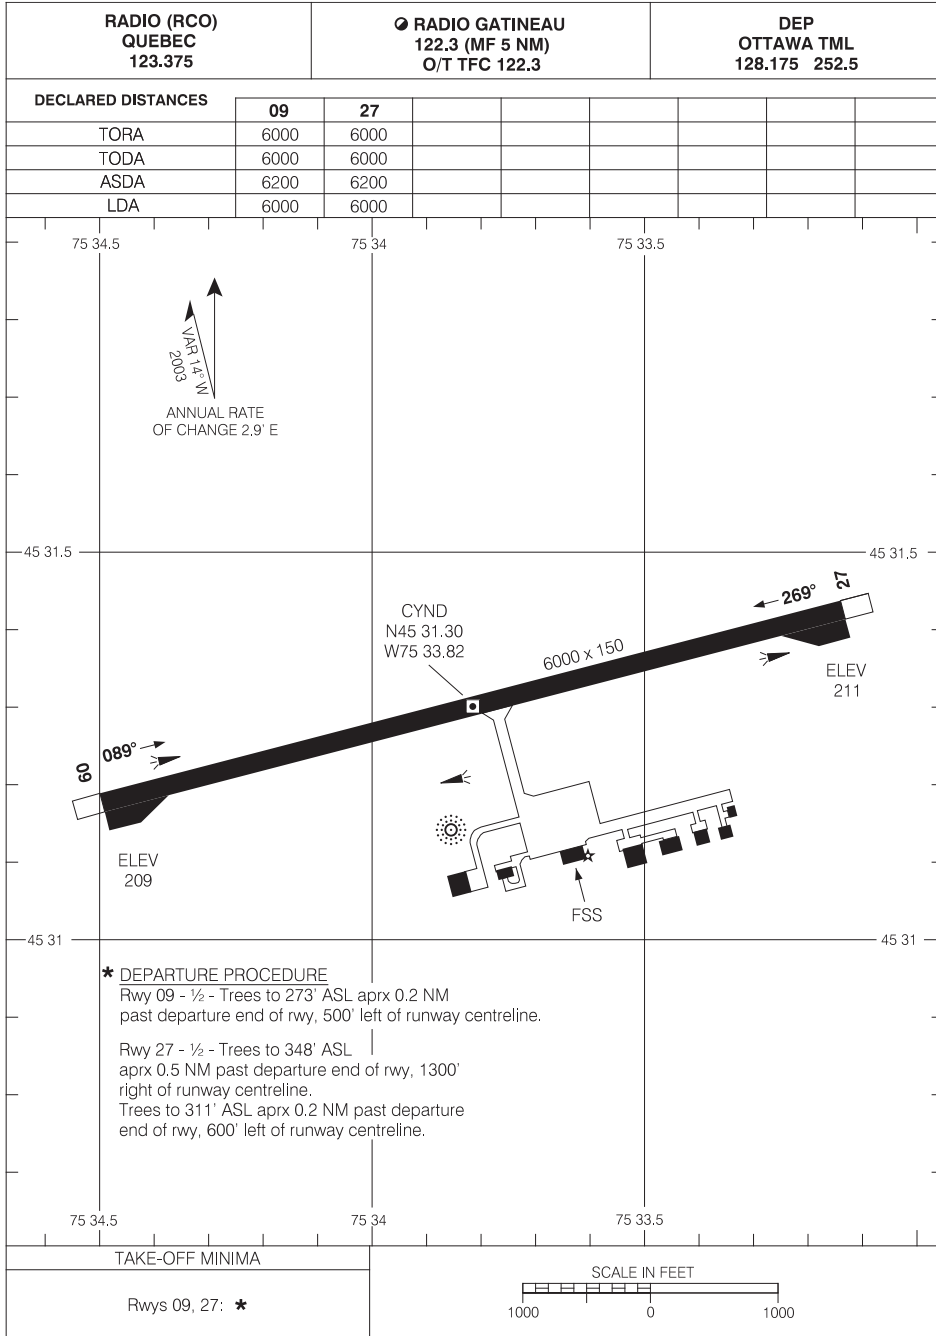 RADIO (RCO)
QUEBEC
123.375
RADIO GATINEAU
122.3 (MF 5 NM)
O/T TFC 122.3
DEP
OTTAWA TML
128.175 252.5
DECLARED DISTANCES
09 27
TORA 6000 6000
TODA 6000 6000
ASDA 6200 6200
LDA 6000 6000
75 34.5 75 34 75 33.5
VAR 14° W
2003
ANNUAL RATE
OF CHANGE 2.9' E
45 31.5 45 31.5
27
269°
CYND
N45 31.30
W75 33.82
6000 x 150
ELEV
211
089°
09
ELEV
209
FSS
45 31 45 31
* DEPARTURE PROCEDURE
Rwy 09 - ½ - Trees to 273' ASL aprx 0.2 NM
past departure end of rwy, 500' left of runway centreline.
Rwy 27 - ½ - Trees to 348' ASL
aprx 0.5 NM past departure end of rwy, 1300'
right of runway centreline.
Trees to 311' ASL aprx 0.2 NM past departure
end of rwy, 600' left of runway centreline.
75 34.5 75 34 75 33.5
TAKE-OFF MINIMA
Rwys 09, 27: *
SCALE IN FEET
1000 0 1000